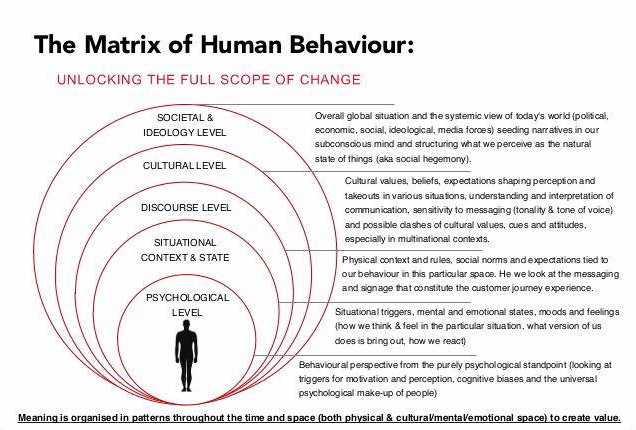 The Matrix of Human Behaviour:
UNLOCKING THE FULL SCOPE OF CHANGE
SOCIETAL &
IDEOLOGY LEVEL
CULTURAL LEVEL
DISCOURSE LEVEL
SITUATIONAL
CONTEXT & STATE
PSYCHOLOGICAL
LEVEL
Overall global situation and the systemic view of today's world (political,
economic, social, ideological, media forces) seeding narratives in our
subconscious mind and structuring what we perceive as the natural
state of things (aka social hegemony).
Cultural values, beliefs, expectations shaping perception and
takeouts in various situations, understanding and interpretation of
communication, sensitivity to messaging (tonality & tone of voice)
and possible clashes of cultural values, cues and attitudes,
especially in multinational contexts.
Physical context and rules, social norms and expectations tied to
our behaviour in this particular space. He we look at the messaging
and signage that constitute the customer journey experience.
Situational triggers, mental and emotional states, moods and feelings
(how we think & feel in the particular situation, what version of us
does is bring out, how we react)
Behavioural perspective from the purely psychological standpoint (looking at
triggers for motivation and perception, cognitive biases and the universal
psychological make-up of people)
Meaning is organised in patterns throughout the time and space (both physical & cultural/mental/emotional space) to create value.